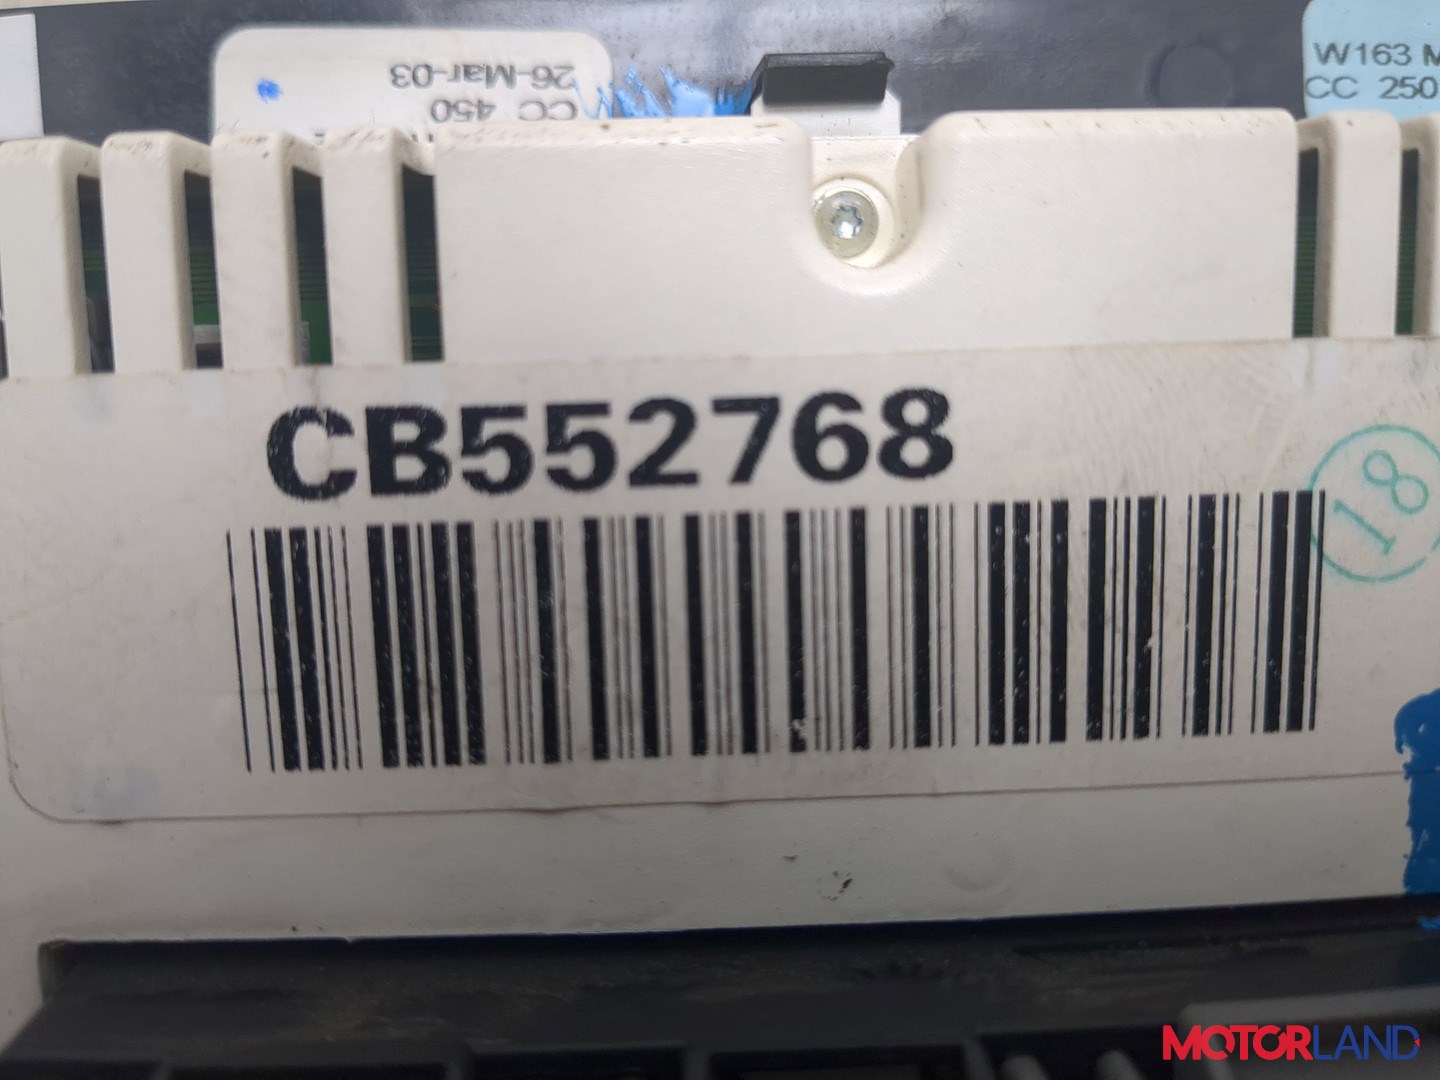 26-Mar-03
CC 450
W163 M
CC 250
CB552768
18
MOTORLAND